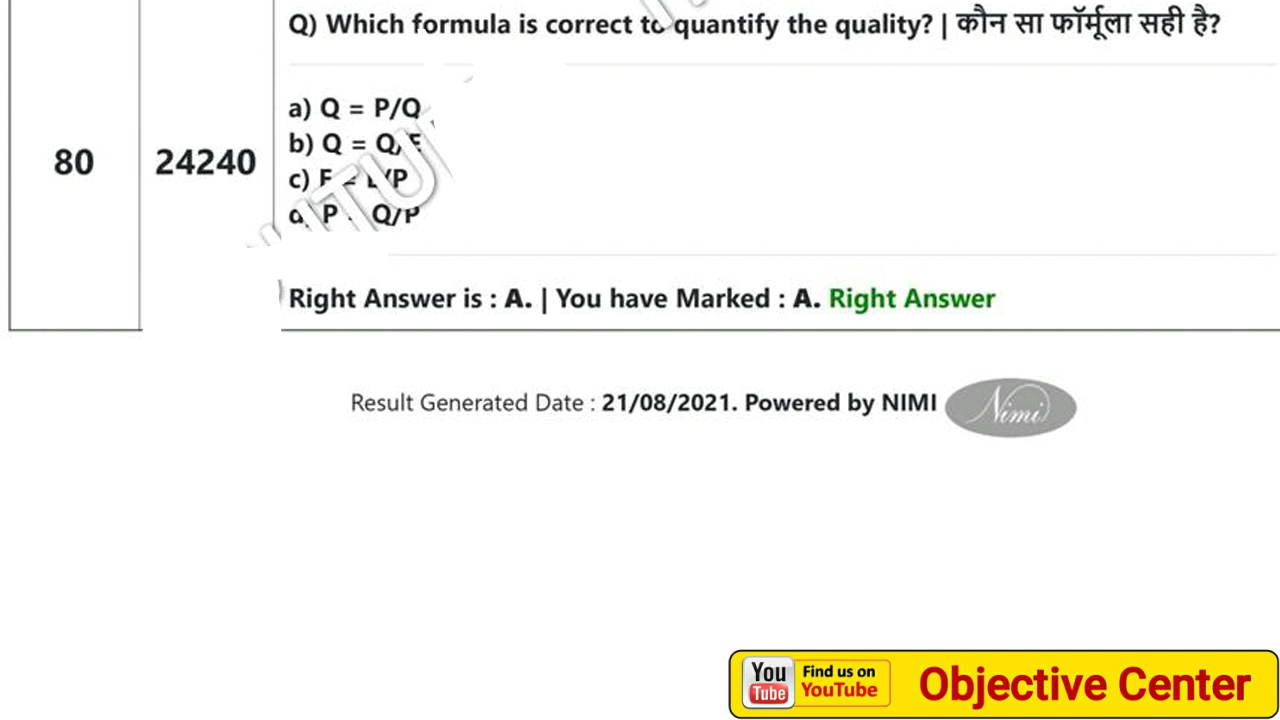 Q) Which formula is correct to quantify the quality? | कौन सा फॉर्मूला सही है?
80
24240
a) Q = P/Q
b) Q = Q/E
c)
P Q/P
Right Answer is : A. | You have Marked : A. Right Answer
Result Generated Date : 21/08/2021. Powered by NIMI
Nimi
You Tube
Find us on
YouTube
Objective Center